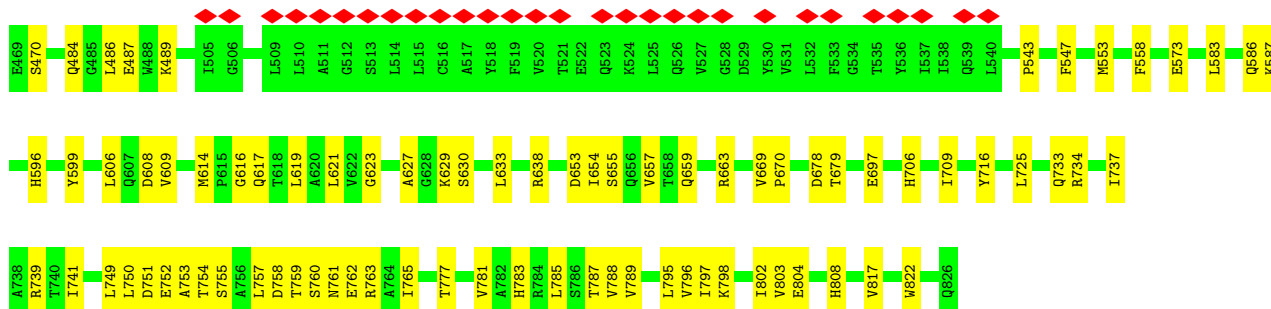 E469 S470 Q484 G485 L486 E487 W488 K489 I505 G506 L509 L510 A511 G512 S513 L514 L515 C516 A517 Y518 F519 V520 T521 E522 Q523 K524 L525 Q526 V527 G528 D529 Y530 V531 L532 F533 G534 T535 Y536 I537 I538 Q539 L540 P543 F547 M553 F558 E573 L583 Q586 K587
H596 Y599 L606 Q607 D608 V609 M614 P615 G616 Q617 T618 L619 A620 L621 V622 G623 A627 G628 K629 S630 L633 R638 D653 I654 S655 Q656 V657 T658 Q659 R663 V669 P670 D678 T679 E697 H706 I709 Y716 L725 Q733 R734 I737
A738 R739 T740 I741 L749 L750 D751 E752 A753 T754 S755 A756 L757 D758 T759 S760 N761 E762 R763 A764 I765 T777 V781 A782 H783 R784 L785 S786 T787 V788 V789 L795 V796 I797 K798 I802 V803 E804 H808 V817 W822 Q826